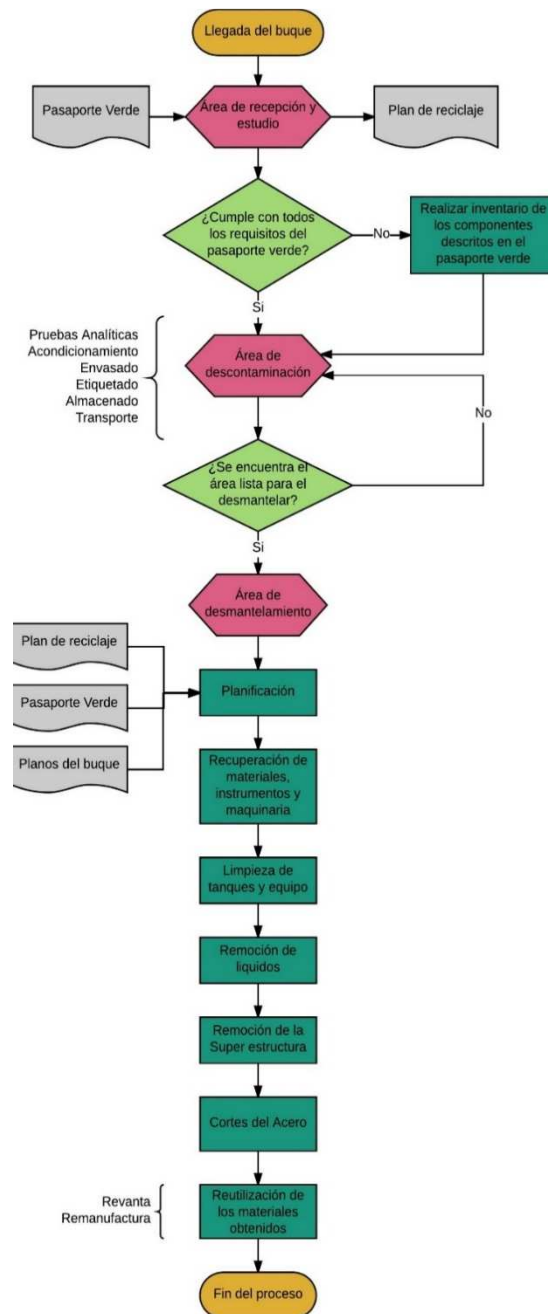 Llegada del buque
Pasaporte Verde
Área de recepción y
estudio
Plan de reciclaje
¿Cumple con todos
los requisitos del
pasaporte verde?
No
Realizar inventario de
los componentes
descritos en el
pasaporte verde
Si
Pruebas Analíticas
Acondicionamiento
Envasado
Etiquetado
Almacenado
Transporte
Área de
descontaminación
No
¿Se encuentra el
área lista para el
desmantelar?
Si
Área de
desmantelamiento
Plan de reciclaje
Pasaporte Verde
Planos del buque
Planificación
Recuperación de
materiales,
instrumentos y
maquinaria
Limpieza de
tanques y equipo
Remoción de
liquidos
Remoción de la
Super estructura
Cortes del Acero
Revanta
Remanufactura
Reutilización de
los materiales
obtenidos
Fin del proceso